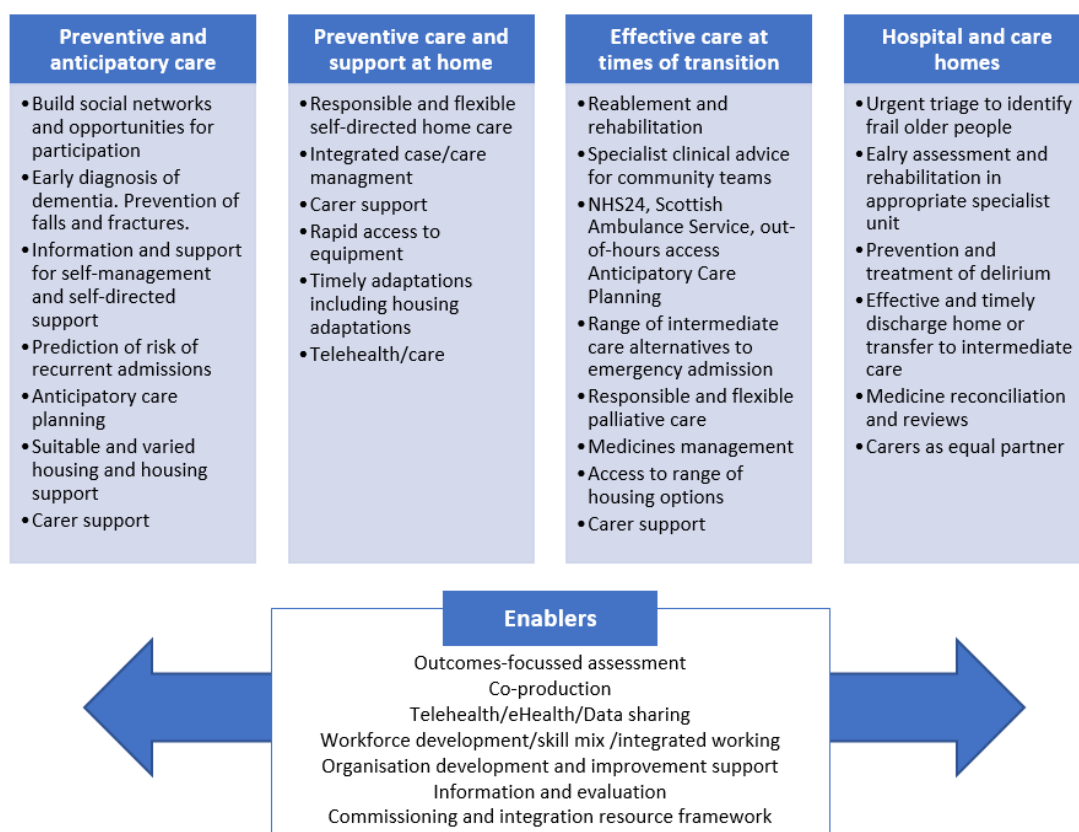 Preventive and
anticipatory care
•Build social networks
and opportunities for
participation
•Early diagnosis of
dementia. Prevention of
falls and fractures.
•Information and support
for self-management
and self-directed
support
•Prediction of risk of
recurrent admissions
•Anticipatory care
planning
•Suitable and varied
housing and housing
support
•Carer support
Preventive care and
support at home
•Responsible and flexible
self-directed home care
•Integrated case/care
managment
•Carer support
•Rapid access to
equipment
•Timely adaptations
including housing
adaptations
•Telehealth/care
Effective care at
times of transition
•Reablement and
rehabilitation
•Specialist clinical advice
for community teams
•NHS24, Scottish
Ambulance Service, out-
of-hours access
Anticipatory Care
Planning
•Range of intermediate
care alternatives to
emergency admission
•Responsible and flexible
palliative care
•Medicines management
•Access to range of
housing options
•Carer support
Hospital and care
homes
•Urgent triage to identify
frail older people
•Ealry assessment and
rehabilitation in
appropriate specialist
unit
•Prevention and
treatment of delirium
•Effective and timely
discharge home or
transfer to intermediate
care
•Medicine reconciliation
and reviews
•Carers as equal partner
Enablers
Outcomes-focussed assessment
Co-production
Telehealth/eHealth/Data sharing
Workforce development/skill mix /integrated working
Organisation development and improvement support
Information and evaluation
Commissioning and integration resource framework